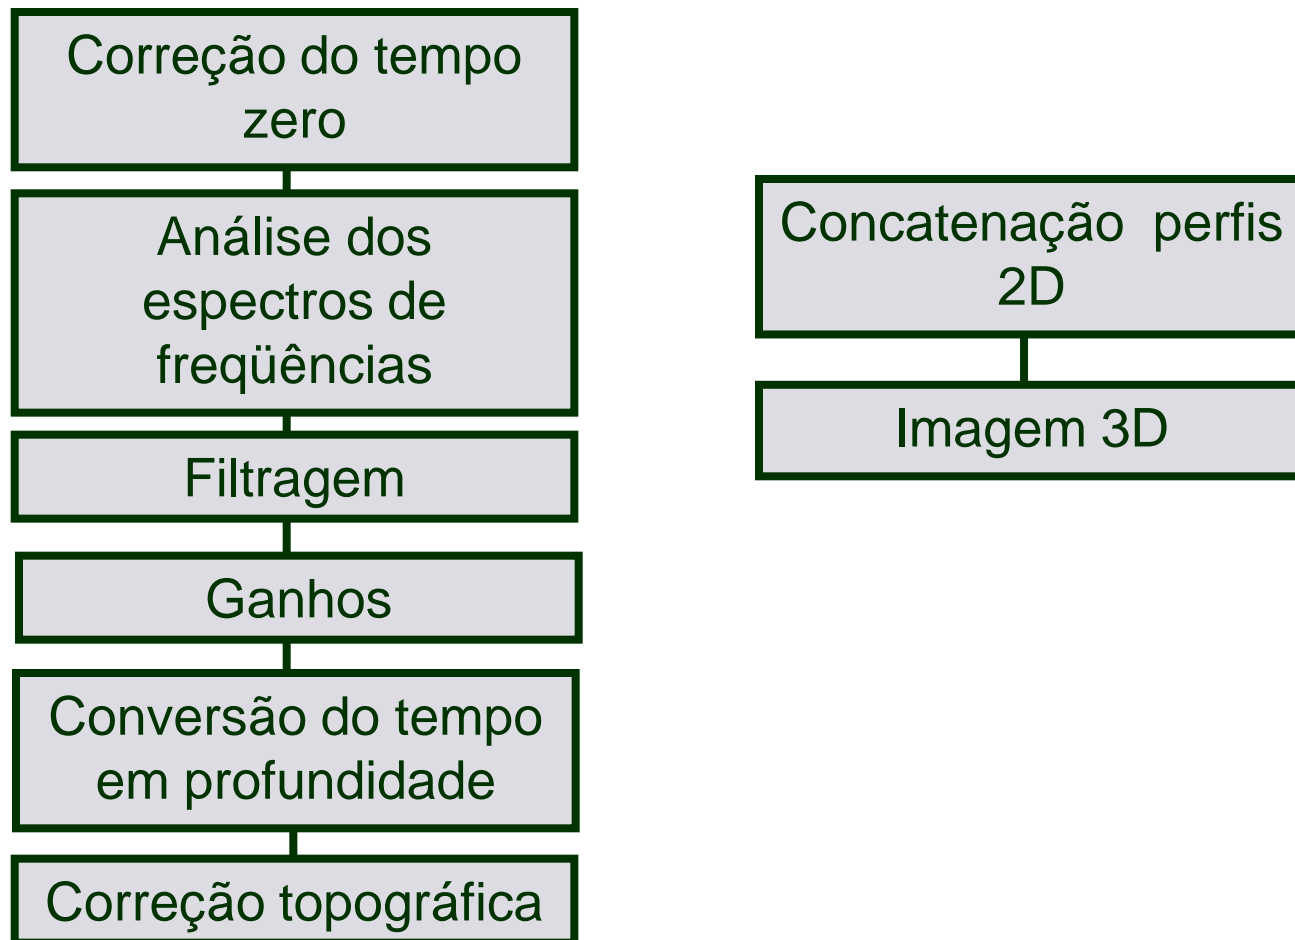 Correção do tempo
zero
Análise dos
espectros de
freqüências
Filtragem
Ganhos
Conversão do tempo
em profundidade
Correção topográfica
Concatenação perfis
2D
Imagem 3D